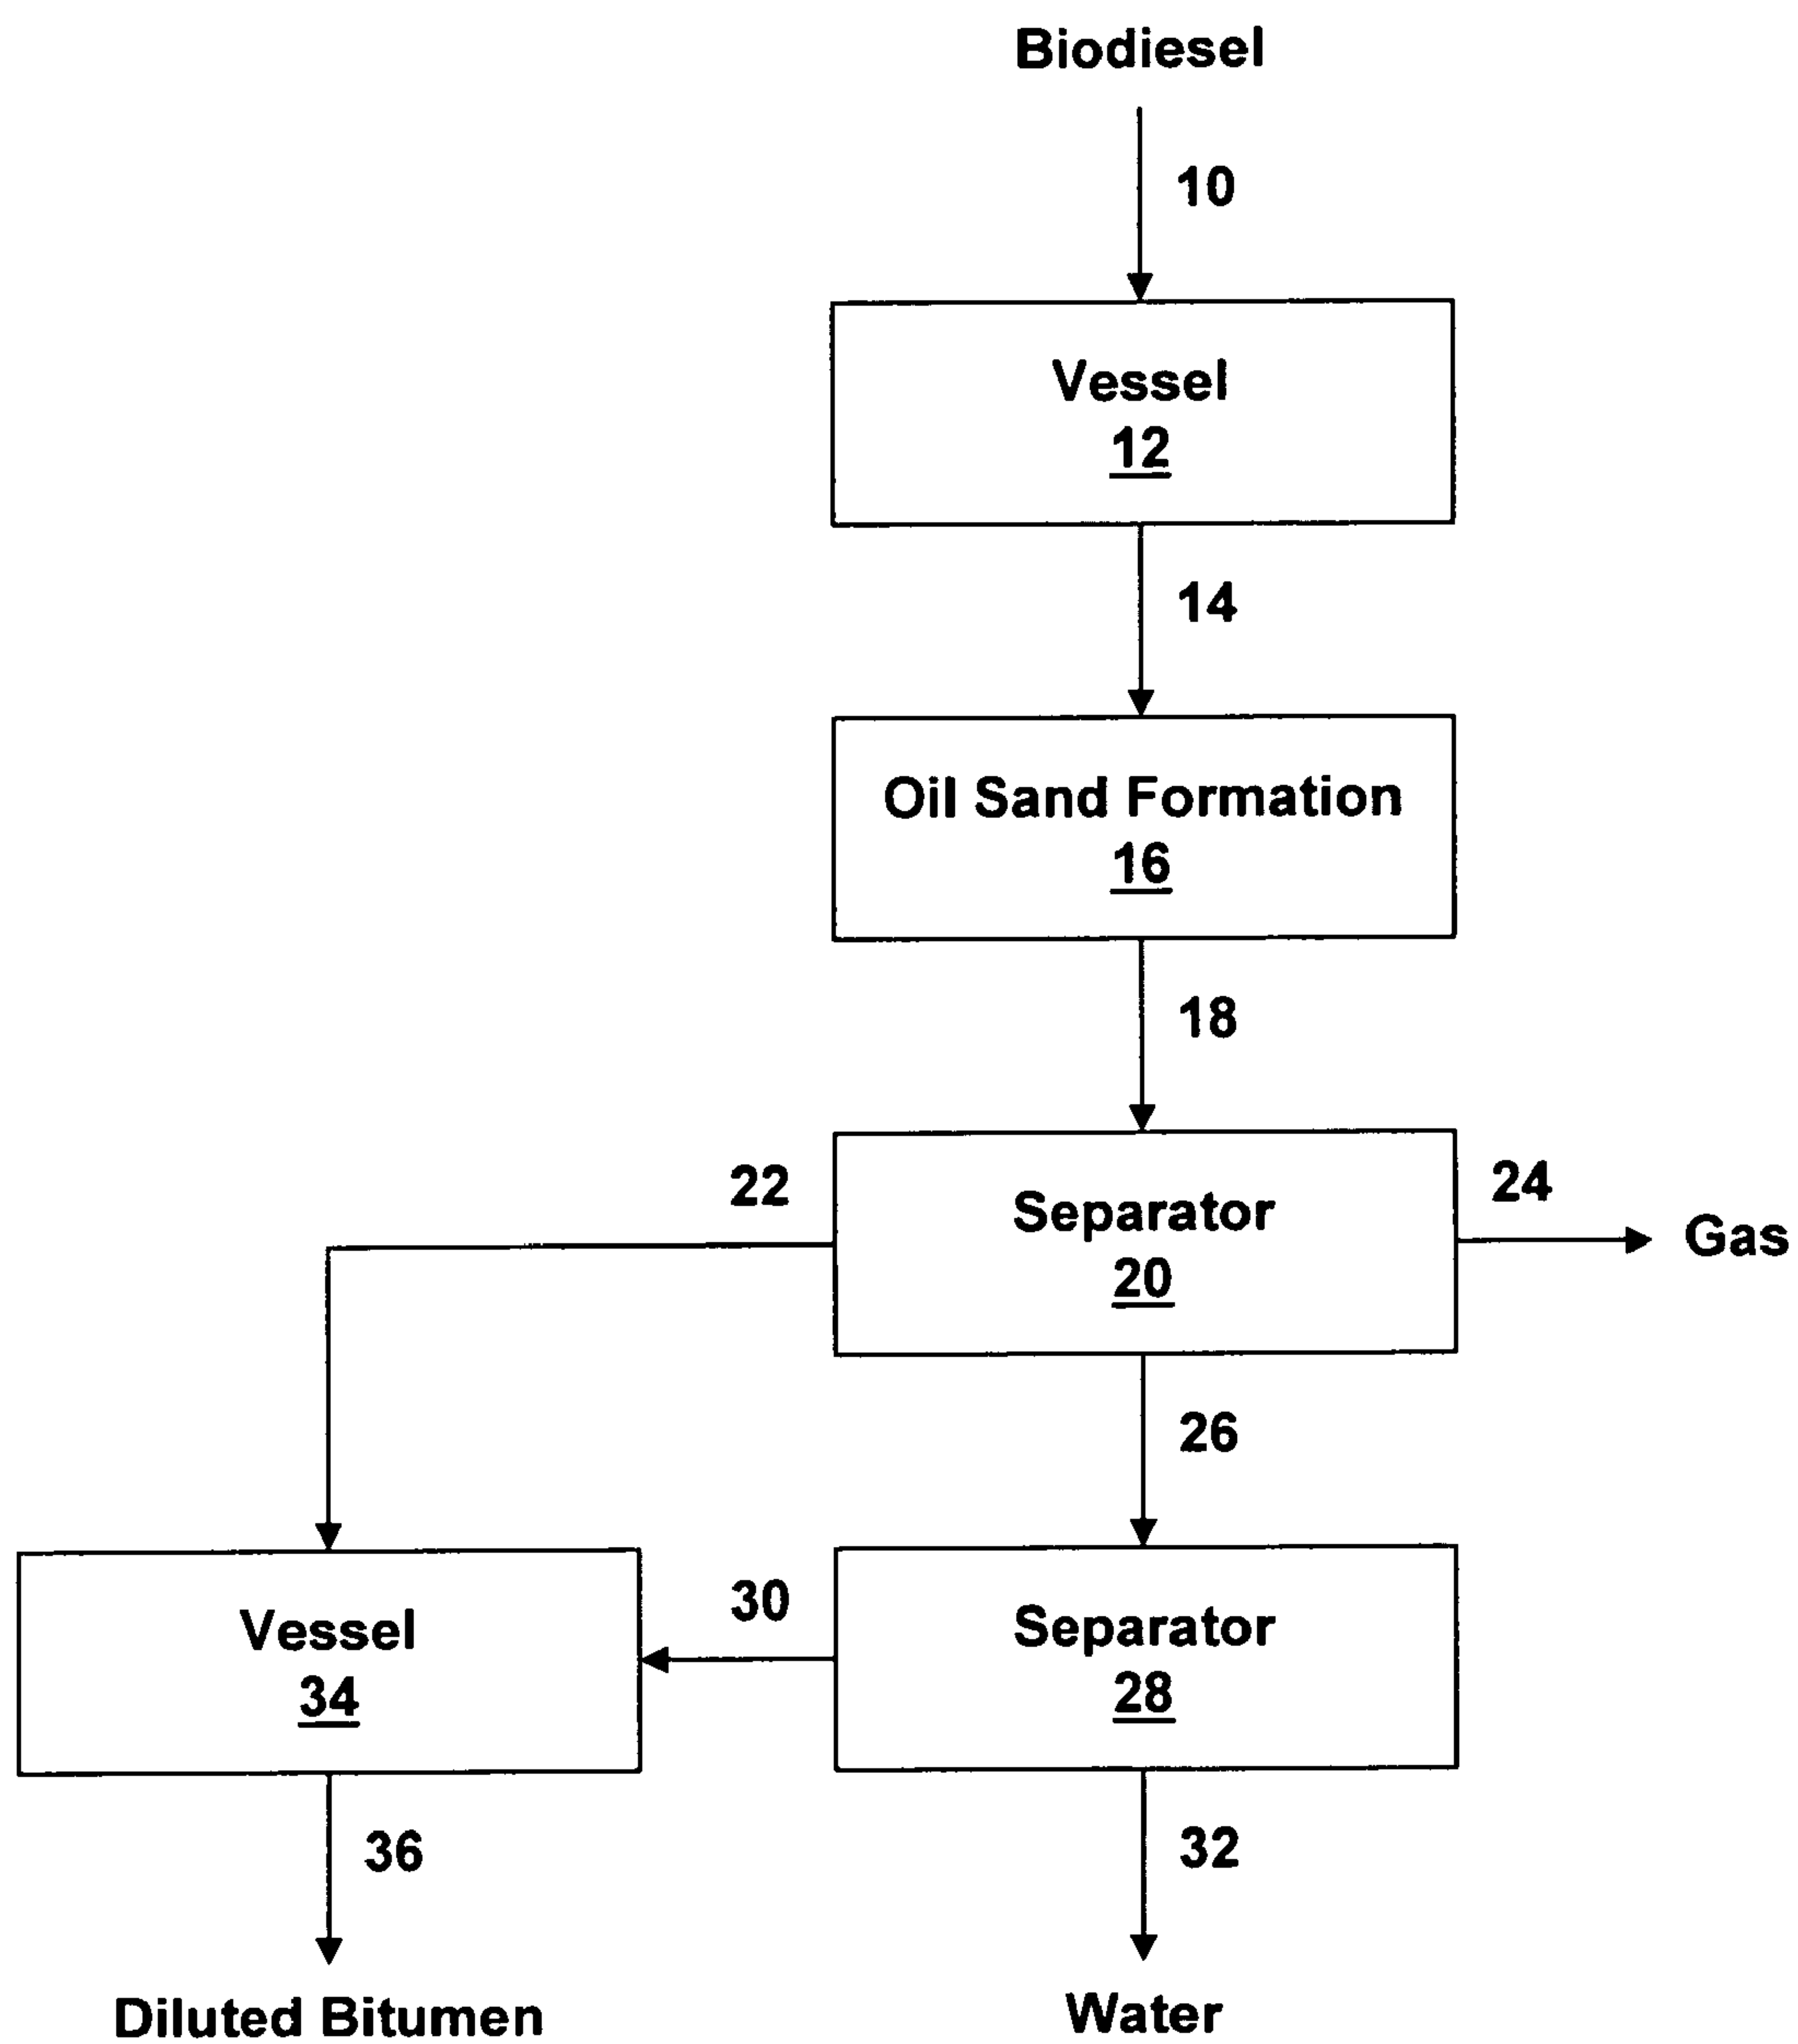 Biodiesel
10
Vessel
12
14
Oil Sand Formation
16
18
22
24
Separator
20
Gas
26
30
Vessel
34
Separator
28
36
32
Diluted Bitumen
Water